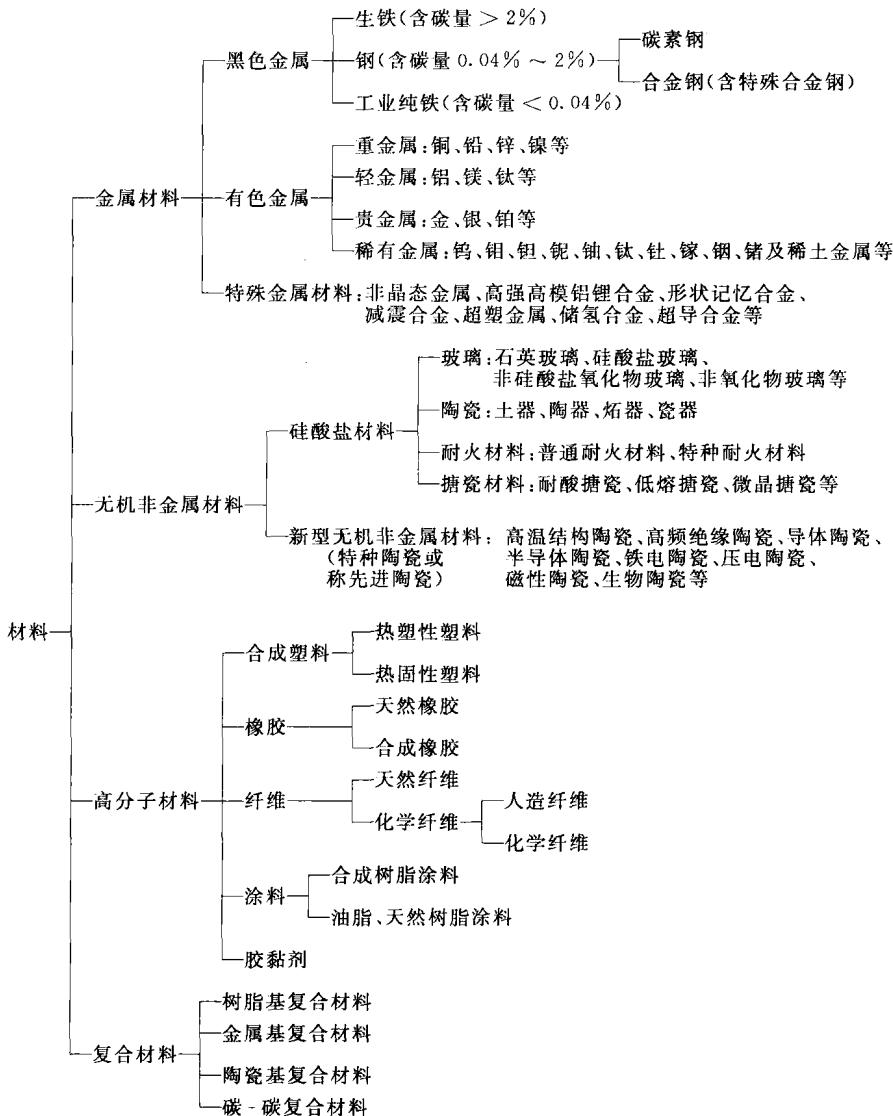 生铁(含碳量＞2%)
碳素钢
黑色金属
钢(含碳量 0.04%～2%)
合金钢(含特殊合金钢)
工业纯铁(含碳量＜0.04%)
重金属:铜、铅、锌、镍等
轻金属:铝、镁、钛等
金属材料
有色金属
贵金属:金、银、铂等
稀有金属:钨、钼、钽、铌、铀、钛、钍、镓、铟、锗及稀土金属等
特殊金属材料:非晶态金属、高强高模铝锂合金、形状记忆合金、
减震合金、超塑金属、储氢合金、超导合金等
玻璃:石英玻璃、硅酸盐玻璃、
非硅酸盐氧化物玻璃、非氧化物玻璃等
陶瓷:土器、陶器、炻器、瓷器
硅酸盐材料
耐火材料:普通耐火材料、特种耐火材料
搪瓷材料:耐酸搪瓷、低熔搪瓷、微晶搪瓷等
无机非金属材料
新型无机非金属材料: 高温结构陶瓷、高频绝缘陶瓷、导体陶瓷、
(特种陶瓷或 半导体陶瓷、铁电陶瓷、压电陶瓷、
称先进陶瓷) 磁性陶瓷、生物陶瓷等
材料
热塑性塑料
合成塑料
热固性塑料
天然橡胶
橡胶
合成橡胶
天然纤维
高分子材料
纤维
人造纤维
化学纤维
化学纤维
合成树脂涂料
涂料
油脂、天然树脂涂料
胶黏剂
树脂基复合材料
金属基复合材料
复合材料
陶瓷基复合材料
碳-碳复合材料